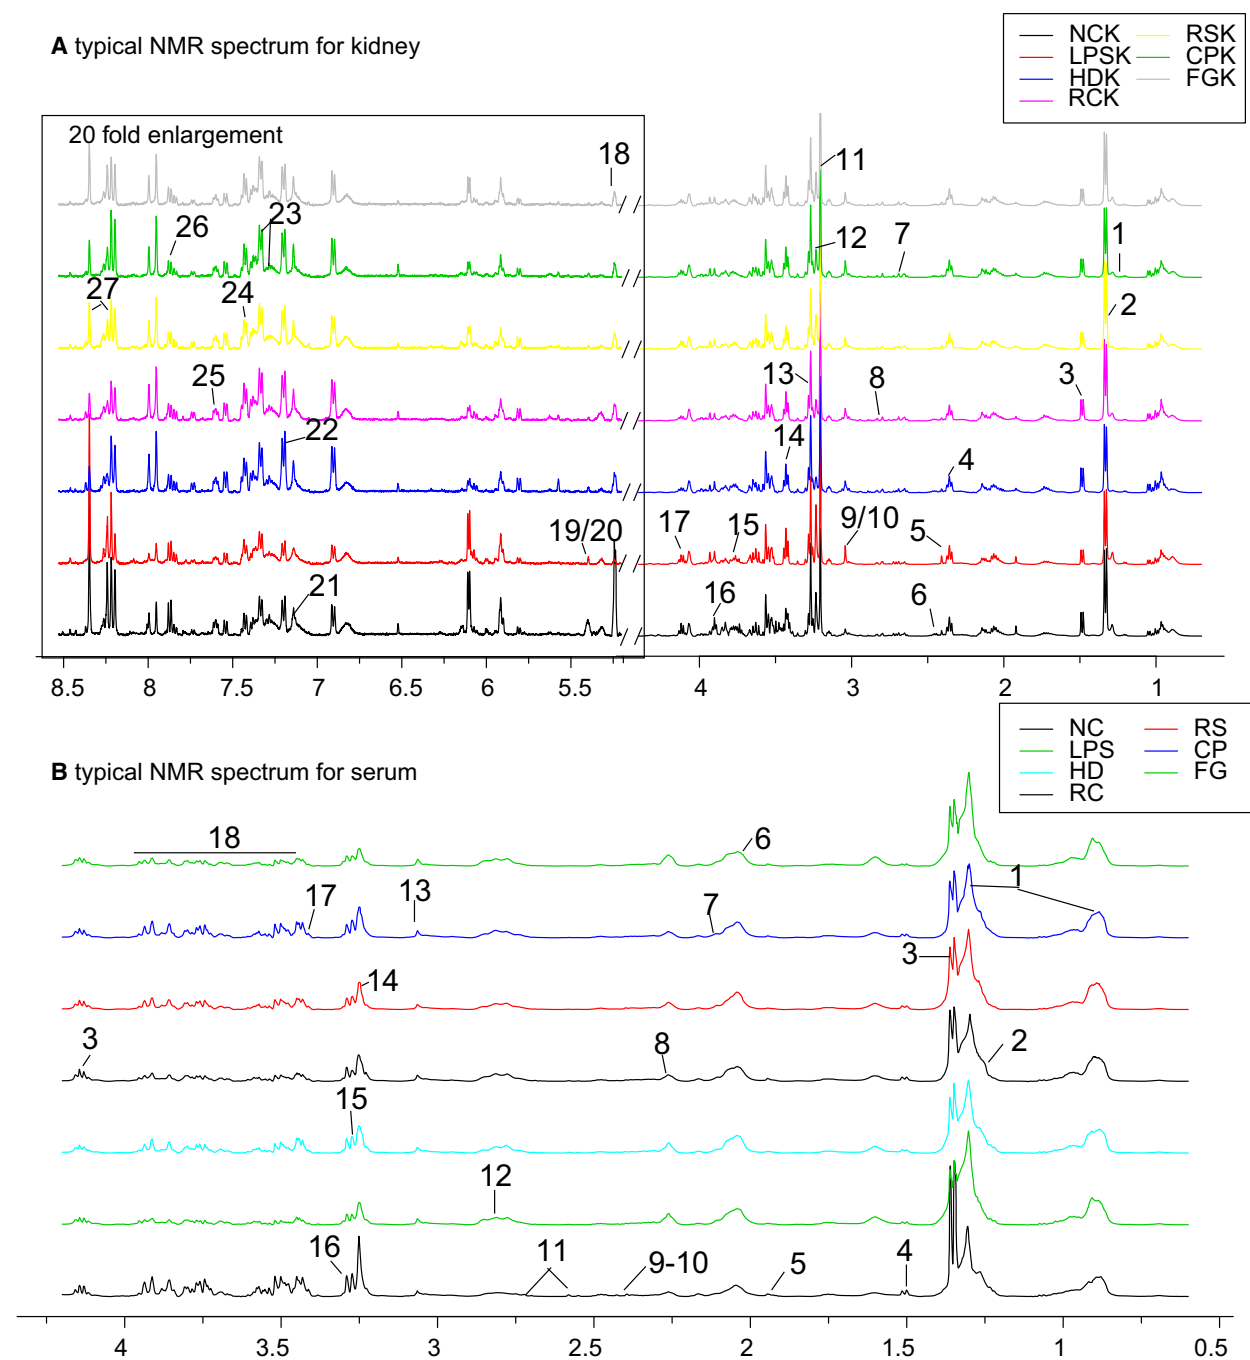 A typical NMR spectrum for kidney
NCK RSK
LPSK CPK
HDK FGK
RCK
20 fold enlargement
18
11
26 23 12 7 1
27 24 2
25 13 8 3
22 14 4
19/20 17 15 9/10 5
21 16 6
8.5 8 7.5 7 6.5 6 5.5 4 3 2 1
NC RS
LPS CP
HD FG
RC
B typical NMR spectrum for serum
18 6
17 13 7 1
14 3
3 8 2
15
12
16 11 9-10 5 4
4 3.5 3 2.5 2 1.5 1 0.5